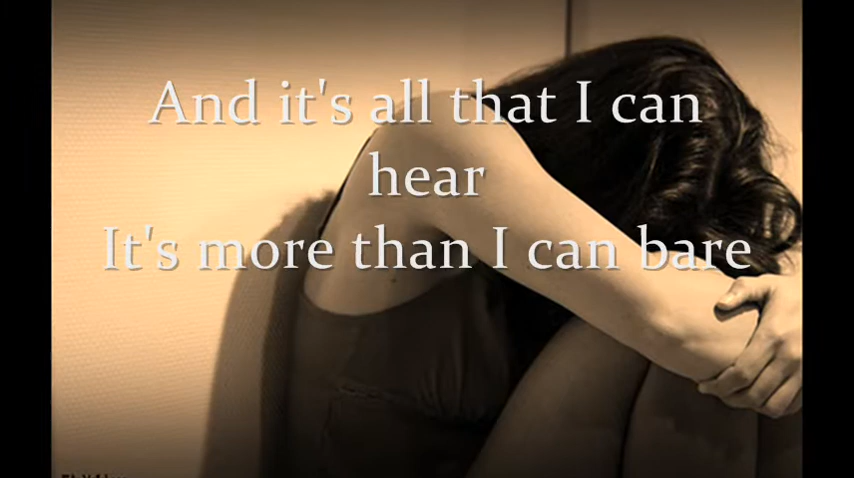 And it's all that I can
hear
It's more than I can bare